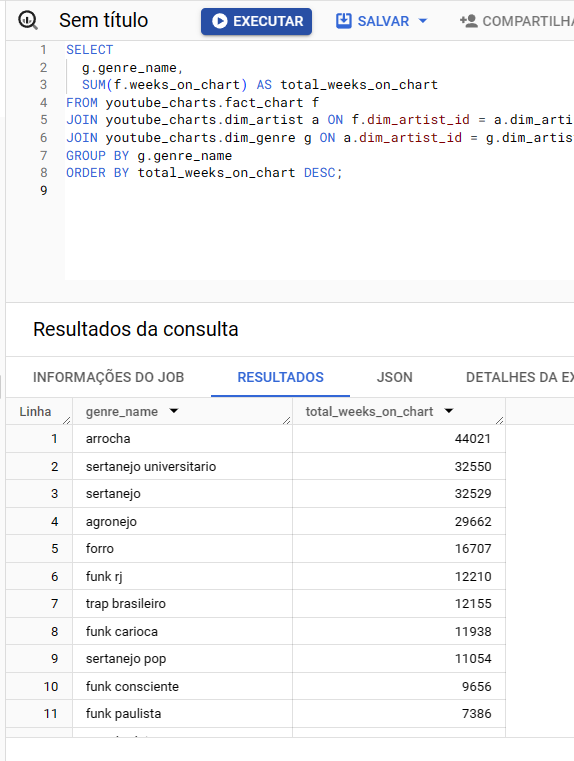 Sem título
EXECUTAR
SALVAR
COMPARTILHA
1 SELECT
2 g.genre_name,
3 SUM(f.weeks_on_chart) AS total_weeks_on_chart
4 FROM youtube_charts.fact_chart f
5 JOIN youtube_charts.dim_artist a ON f.dim_artist_id = a.dim_arti
6 JOIN youtube_charts.dim_genre g ON a.dim_artist_id = g.dim_artis
7 GROUP BY g.genre_name
8 ORDER BY total_weeks_on_chart DESC;
9
Resultados da consulta
INFORMAÇÕES DO JOB RESULTADOS JSON DETALHES DA EX
Linha genre_name total_weeks_on_chart
1 arrocha 44021
2 sertanejo universitario 32550
3 sertanejo 32529
4 agronejo 29662
5 forro 16707
6 funk rj 12210
7 trap brasileiro 12155
8 funk carioca 11938
9 sertanejo pop 11054
10 funk consciente 9656
11 funk paulista 7386